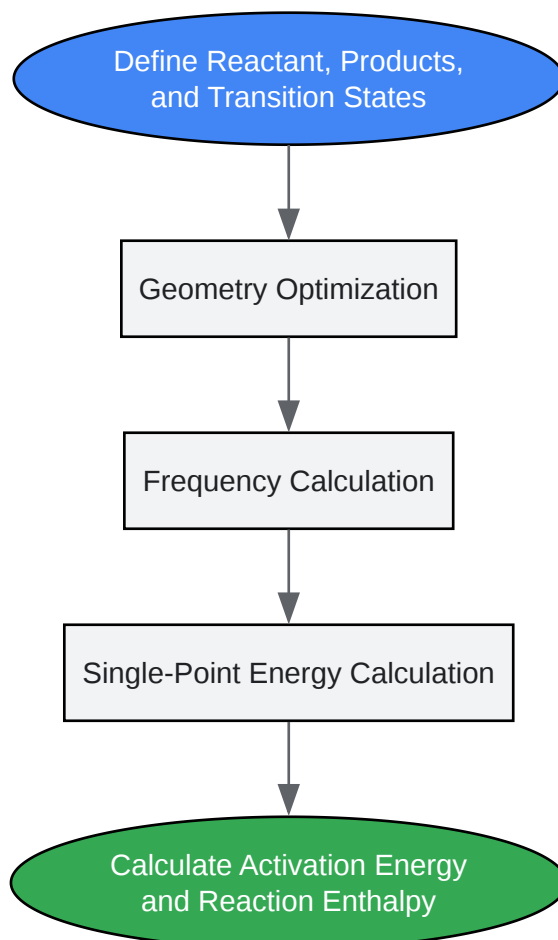 Define Reactant, Products,
and Transition States
Geometry Optimization
Frequency Calculation
Single-Point Energy Calculation
Calculate Activation Energy
and Reaction Enthalpy